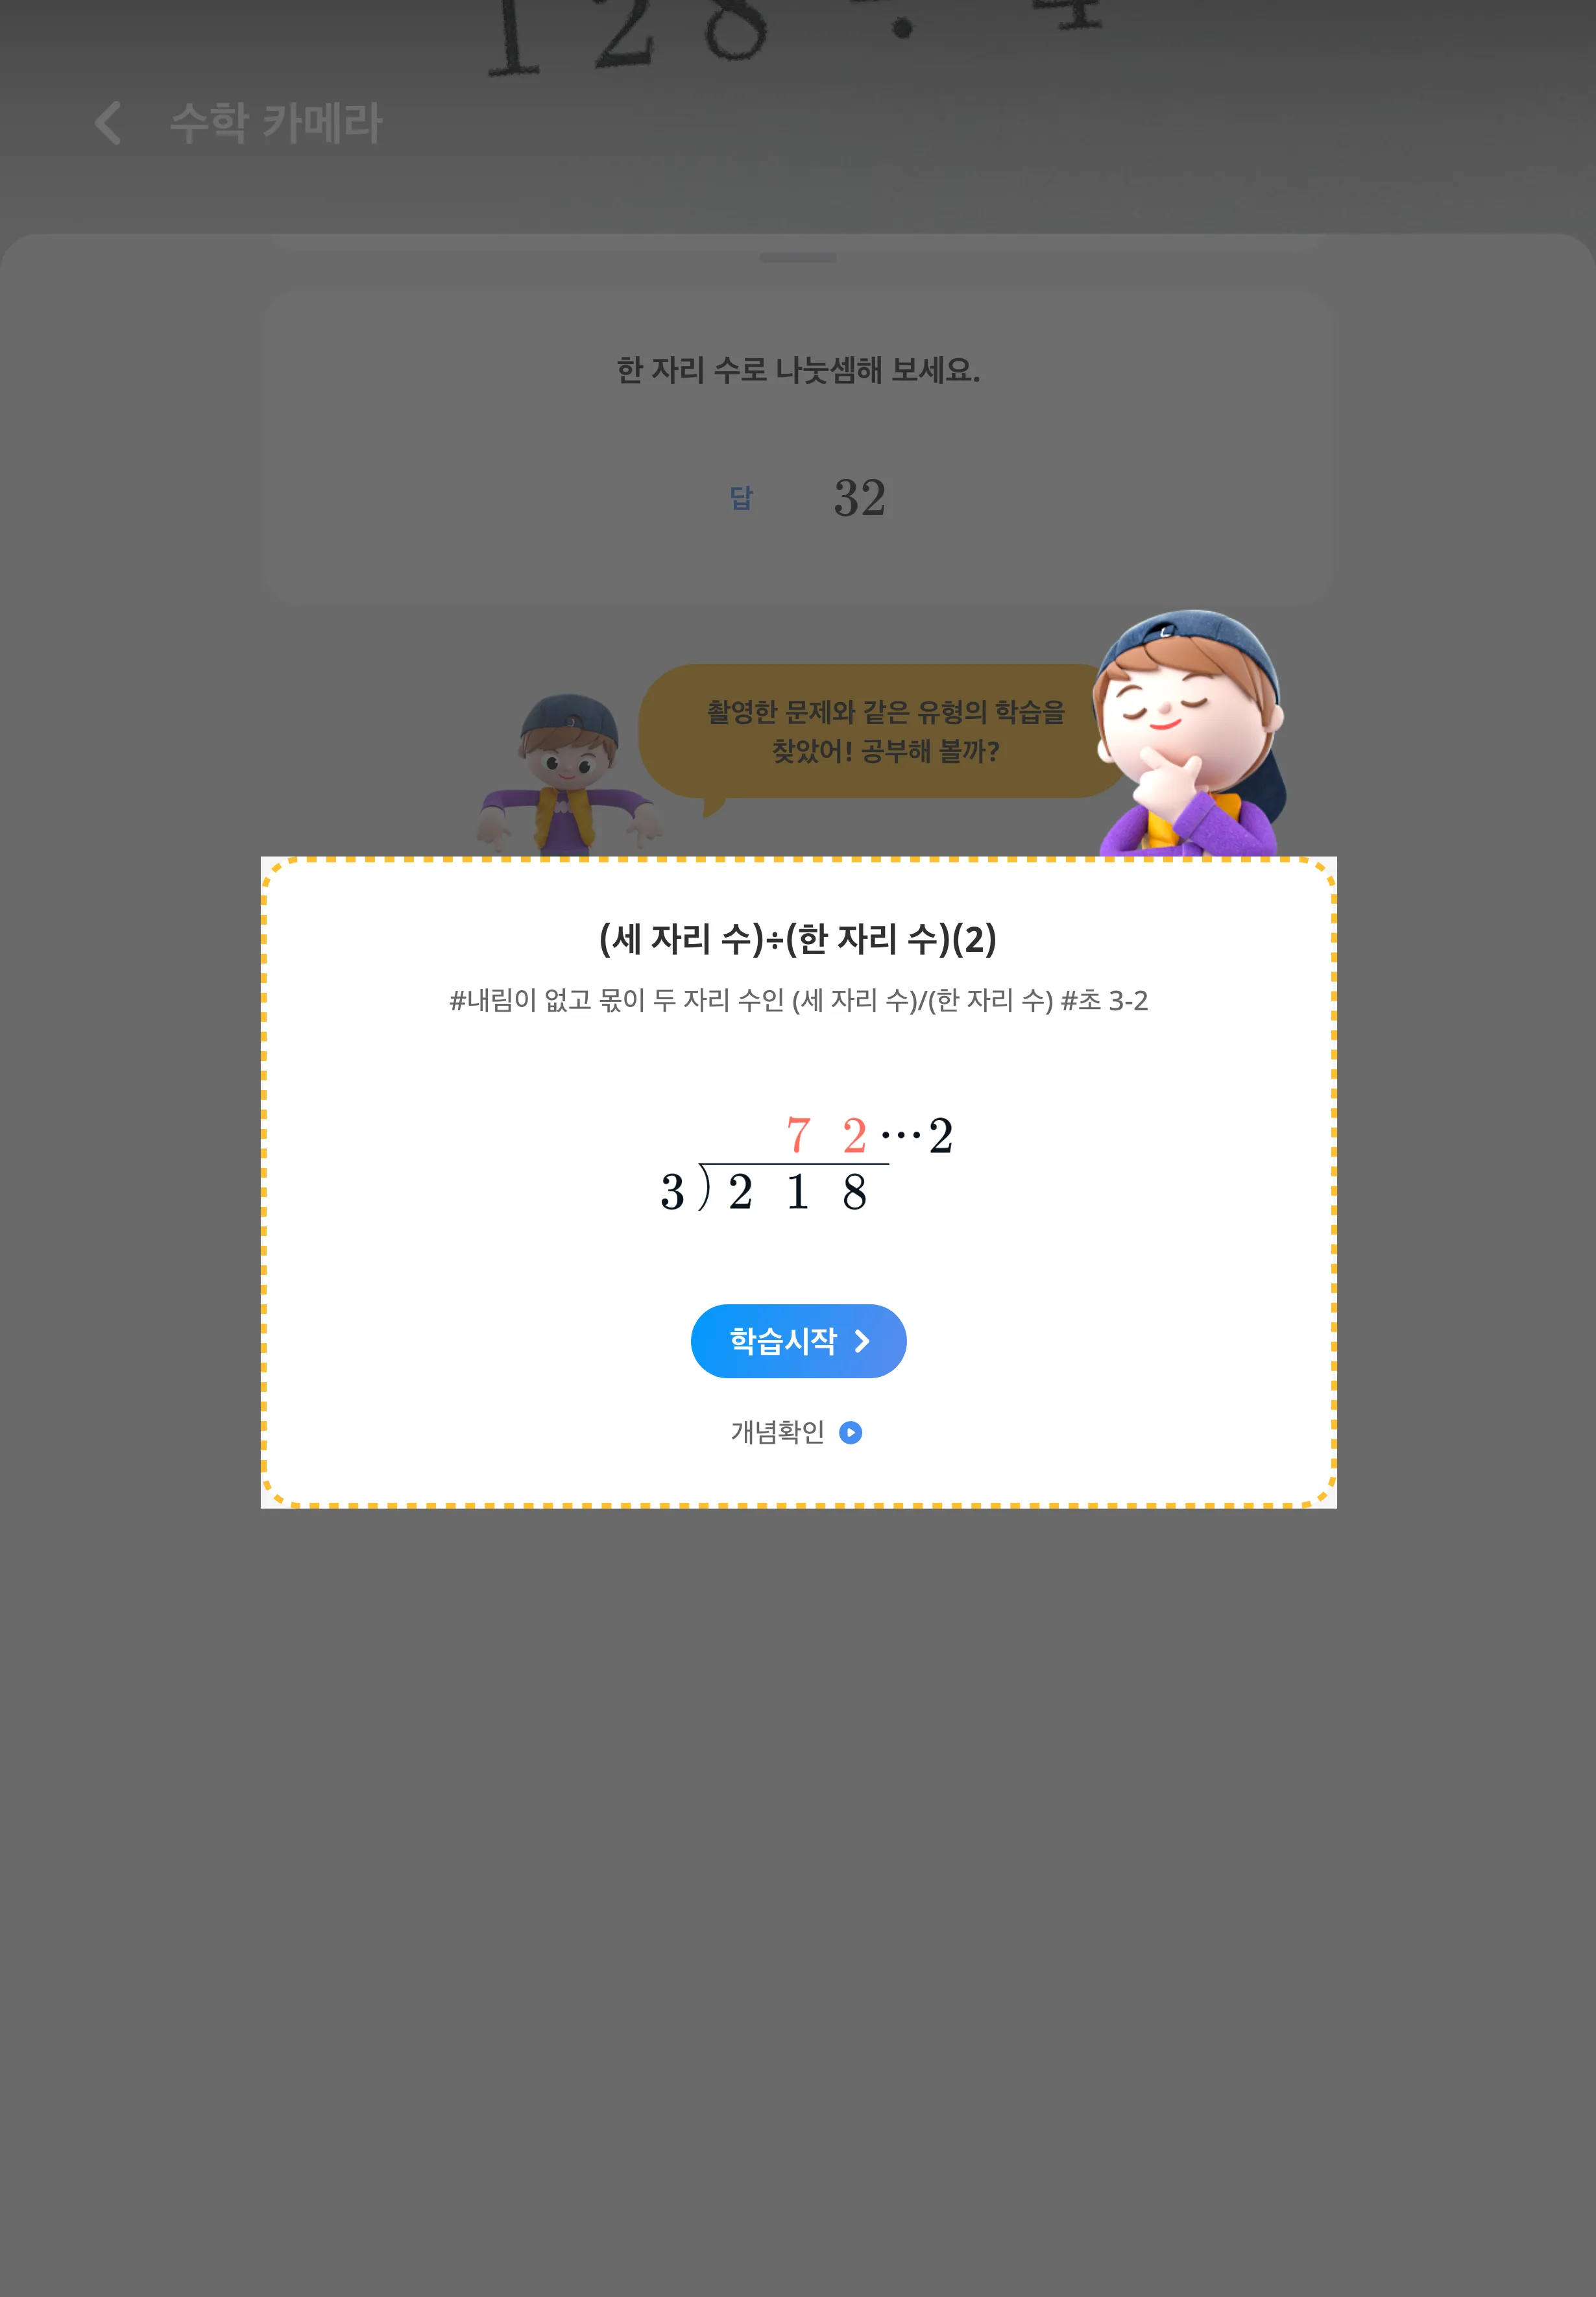 128 ÷ 4
수학 카메라
한 자리 수로 나눗셈해 보세요.
답 32
촬영한 문제와 같은 유형의 학습을
찾았어! 공부해 볼까?
(세 자리 수)÷(한 자리 수)(2)
#내림이 없고 몫이 두 자리 수인 (세 자리 수)/(한 자리 수) #초 3-2
7 2 ···2
3 ) 2 1 8
학습시작
개념확인